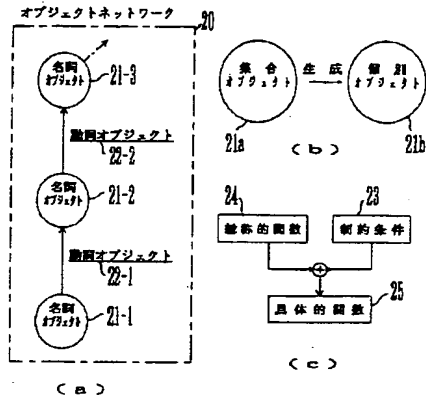 オブジェクトネットワーク
20
名詞
オブジェクト
21-3
動詞オブジェクト
22-2
名詞
オブジェクト
21-2
動詞オブジェクト
22-1
名詞
オブジェクト
21-1
(a)
集合
オブジェクト
生成
個別
オブジェクト
21a
21b
(b)
24
23
総称的関数
制約条件
25
具体的関数
(c)